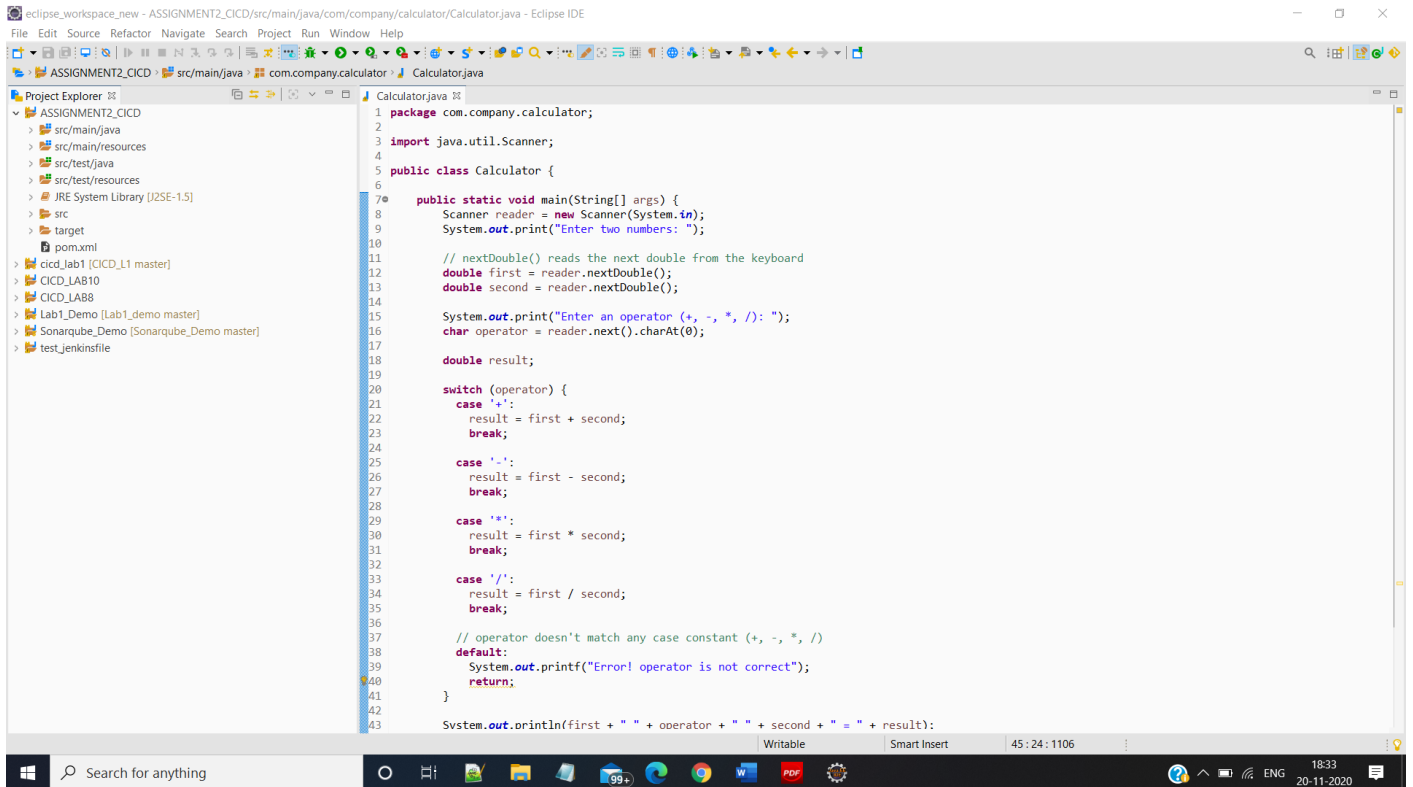 eclipse_workspace_new - ASSIGNMENT2_CICD/src/main/java/com/company/calculator/Calculator.java - Eclipse IDE
File Edit Source Refactor Navigate Search Project Run Window Help
ASSIGNMENT2_CICD > src/main/java > com.company.calculator > Calculator.java
Project Explorer
ASSIGNMENT2_CICD
src/main/java
src/main/resources
src/test/java
src/test/resources
JRE System Library [J2SE-1.5]
src
target
pom.xml
cicd_lab1 [CICD_L1 master]
CICD_LAB10
CICD_LAB8
Lab1_Demo [Lab1_demo master]
Sonarqube_Demo [Sonarqube_Demo master]
test_jenkinsfile
Calculator.java
1 package com.company.calculator;
2
3 import java.util.Scanner;
4
5 public class Calculator {
6
7 public static void main(String[] args) {
8 Scanner reader = new Scanner(System.in);
9 System.out.print("Enter two numbers: ");
10
11 // nextDouble() reads the next double from the keyboard
12 double first = reader.nextDouble();
13 double second = reader.nextDouble();
14
15 System.out.print("Enter an operator (+, -, *, /): ");
16 char operator = reader.next().charAt(0);
17
18 double result;
19
20 switch (operator) {
21 case '+':
22 result = first + second;
23 break;
24
25 case '-':
26 result = first - second;
27 break;
28
29 case '*':
30 result = first * second;
31 break;
32
33 case '/':
34 result = first / second;
35 break;
36
37 // operator doesn't match any case constant (+, -, *, /)
38 default:
39 System.out.printf("Error! operator is not correct");
40 return;
41 }
42
43 System.out.println(first + " " + operator + " " + second + " = " + result);
Writable Smart Insert 45 : 24 : 1106
Search for anything
99+
PDF
ENG
18:33
20-11-2020